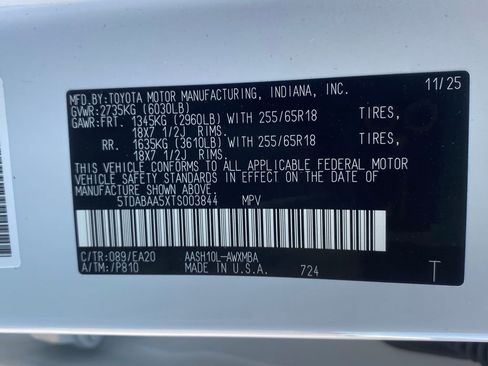 MFD.BY:TOYOTA MOTOR MANUFACTURING, INDIANA, INC. 11/25
GVWR:2735KG (6030LB)
GAWR:FRT. 1345KG (2960LB) WITH 255/65R18 TIRES,
18X7 1/2J RIMS.
RR. 1635KG (3610LB) WITH 255/65R18 TIRES,
18X7 1/2J RIMS.
THIS VEHICLE CONFORMS TO ALL APPLICABLE FEDERAL MOTOR
VEHICLE SAFETY STANDARDS IN EFFECT ON THE DATE OF
MANUFACTURE SHOWN ABOVE.
5TDABAA5XTS003844 MPV
C/TR:089/EA20 AASH10L-AWXMBA
A/TM:/P810 MADE IN U.S.A. 724 T